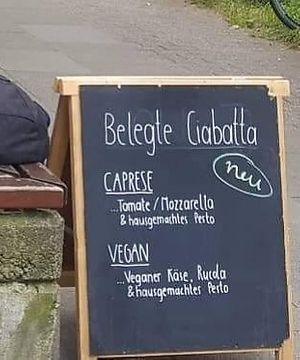 Belegte Ciabatta
neu
CAPRESE
...Tomate / Mozzarella
& hausgemachtes Pesto
VEGAN
...Veganer Käse, Rucola
& hausgemachtes Pesto